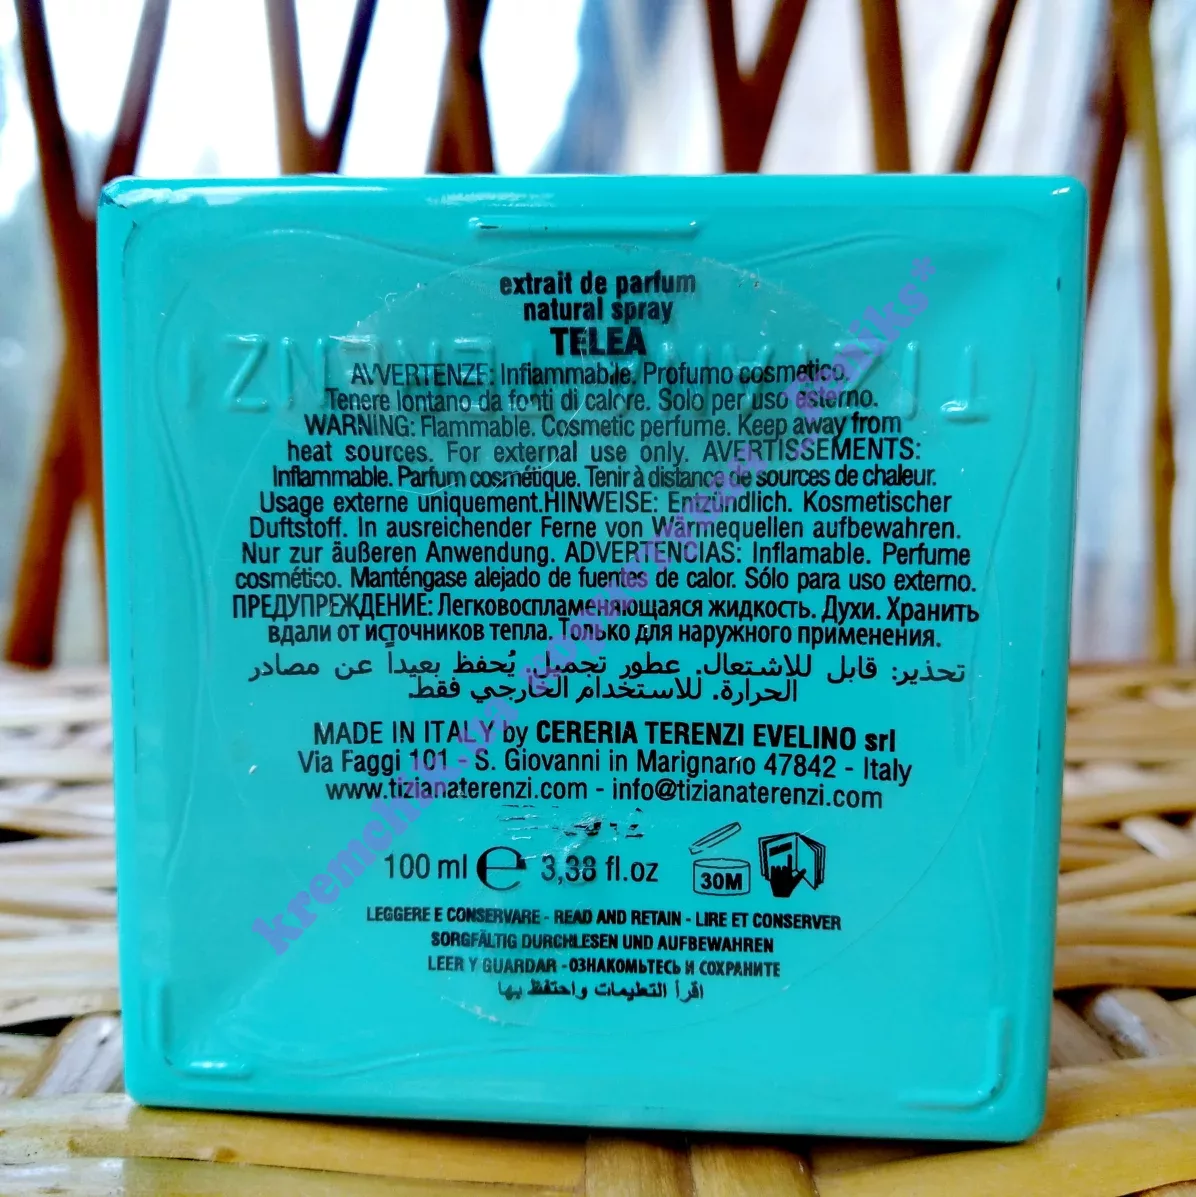 extrait de parfum
natural spray
TELEA
TIZIANA TERENZI
AVVERTENZE: Infiammabile. Profumo cosmetico.
Tenere lontano da fonti di calore. Solo per uso esterno.
WARNING: Flammable. Cosmetic perfume. Keep away from
heat sources. For external use only. AVERTISSEMENTS:
Inflammable. Parfum cosmétique. Tenir à distance de sources de chaleur.
Usage externe uniquement.HINWEISE: Entzündlich. Kosmetischer
Duftstoff. In ausreichender Ferne von Wärmequellen aufbewahren.
Nur zur äußeren Anwendung. ADVERTENCIAS: Inflamable. Perfume
cosmético. Manténgase alejado de fuentes de calor. Sólo para uso externo.
ПРЕДУПРЕЖДЕНИЕ: Легковоспламеняющаяся жидкость. Духи. Хранить
вдали от источников тепла. Только для наружного применения.
تحذير: قابل للاشتعال. عطور تجميل. يُحفظ بعيداً عن مصادر
الحرارة. للاستخدام الخارجي فقط.
MADE IN ITALY by CERERIA TERENZI EVELINO srl
Via Faggi 101 - S. Giovanni in Marignano 47842 - Italy
www.tizianaterenzi.com - info@tizianaterenzi.com
100 ml e 3,38 fl.oz 30M
LEGGERE E CONSERVARE - READ AND RETAIN - LIRE ET CONSERVER
SORGFÄLTIG DURCHLESEN UND AUFBEWAHREN
LEER Y GUARDAR - ОЗНАКОМЬТЕСЬ И СОХРАНИТЕ
اقرأ التعليمات واحتفظ بها